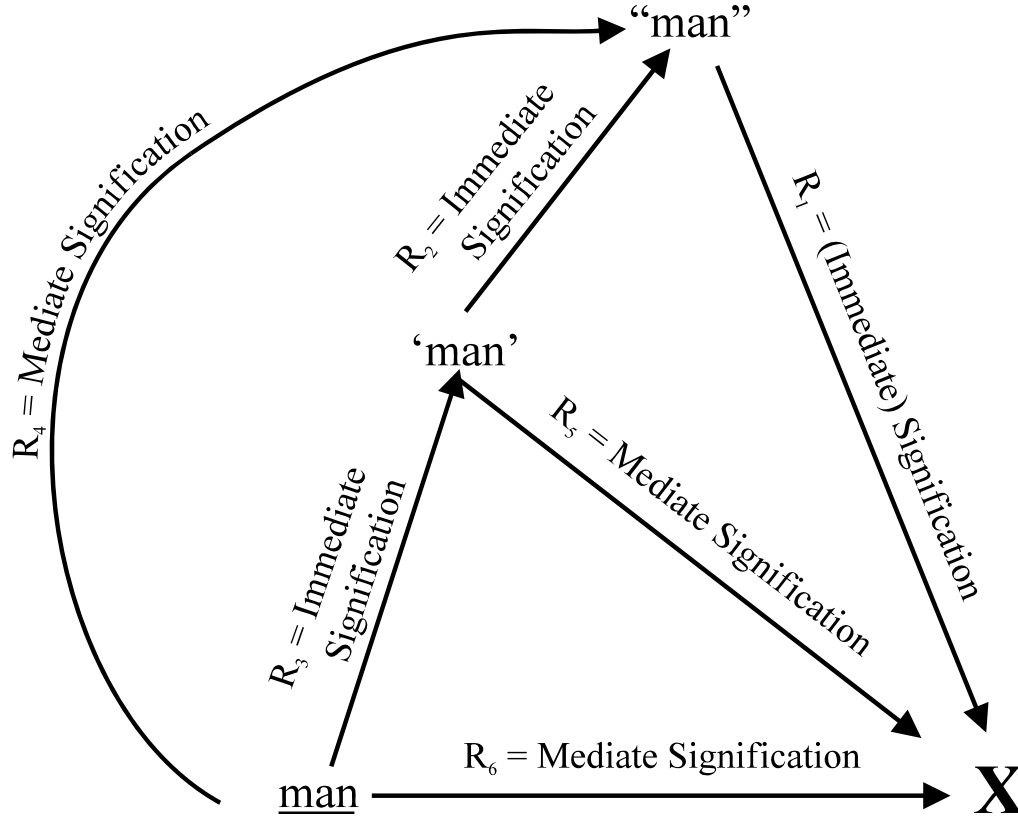 “man”
R₄ = Mediate Signification
R₂ = Immediate
Signification
R₁ = (Immediate) Signification
‘man’
R₅ = Mediate Signification
R₃ = Immediate
Signification
R₆ = Mediate Signification
man
X